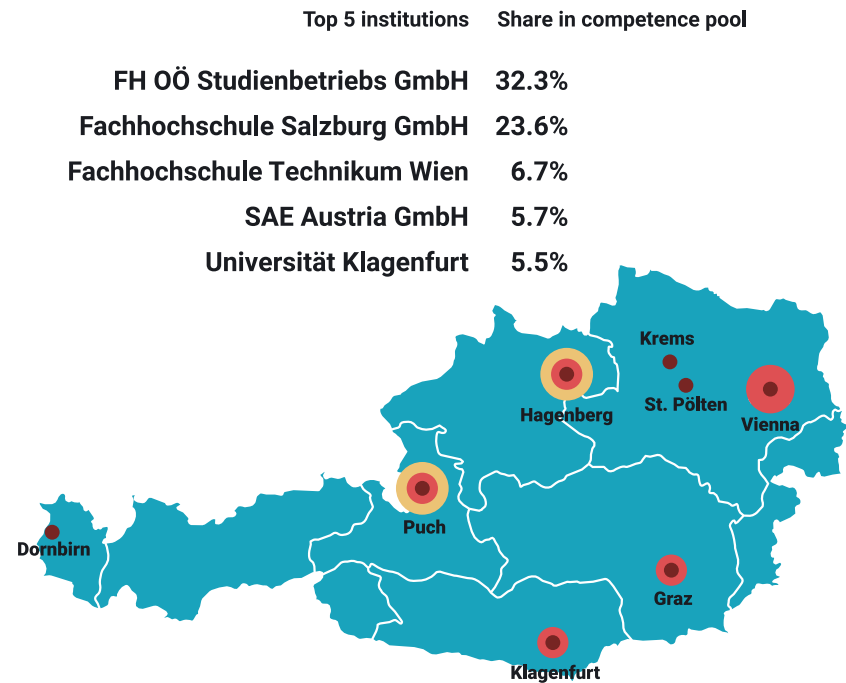 Top 5 institutions Share in competence pool
FH OÖ Studienbetriebs GmbH 32.3%
Fachhochschule Salzburg GmbH 23.6%
Fachhochschule Technikum Wien 6.7%
SAE Austria GmbH 5.7%
Universität Klagenfurt 5.5%
Krems
St. Pölten
Hagenberg
Vienna
Puch
Dornbirn
Graz
Klagenfurt